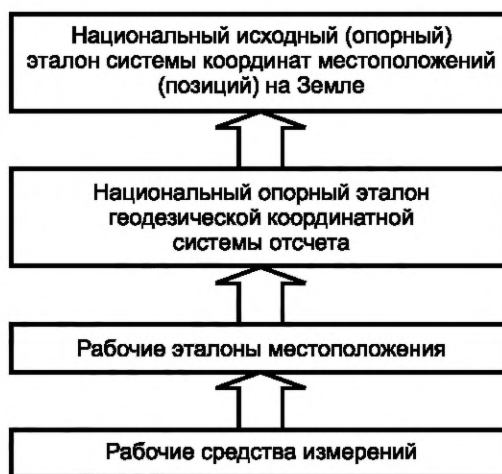 Национальный исходный (опорный)
эталон системы координат местоположений
(позиций) на Земле
Национальный опорный эталон
геодезической координатной
системы отсчета
Рабочие эталоны местоположения
Рабочие средства измерений